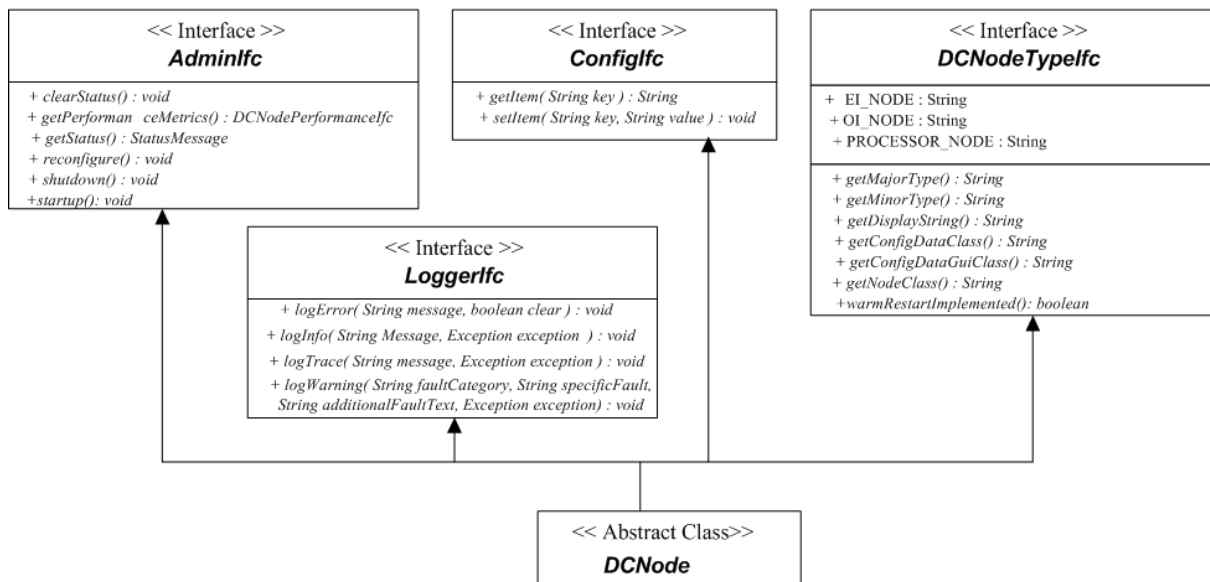 << Interface >>
AdminIfc
+ clearStatus() : void
+ getPerforman ceMetrics() : DCNodePerformanceIfc
+ getStatus() : StatusMessage
+ reconfigure() : void
+ shutdown() : void
+startup(): void
<< Interface >>
ConfigIfc
+ getItem( String key ) : String
+ setItem( String key, String value ) : void
<< Interface >>
DCNodeTypeIfc
+ EI_NODE : String
+ OI_NODE : String
+ PROCESSOR_NODE : String
+ getMajorType() : String
+ getMinorType() : String
+ getDisplayString() : String
+ getConfigDataClass() : String
+ getConfigDataGuiClass() : String
+ getNodeClass() : String
+warmRestartImplemented(): boolean
<< Interface >>
LoggerIfc
+ logError( String message, boolean clear ) : void
+ logInfo( String Message, Exception exception ) : void
+ logTrace( String message, Exception exception ) : void
+ logWarning( String faultCategory, String specificFault,
String additionalFaultText, Exception exception) : void
<< Abstract Class>>
DCNode